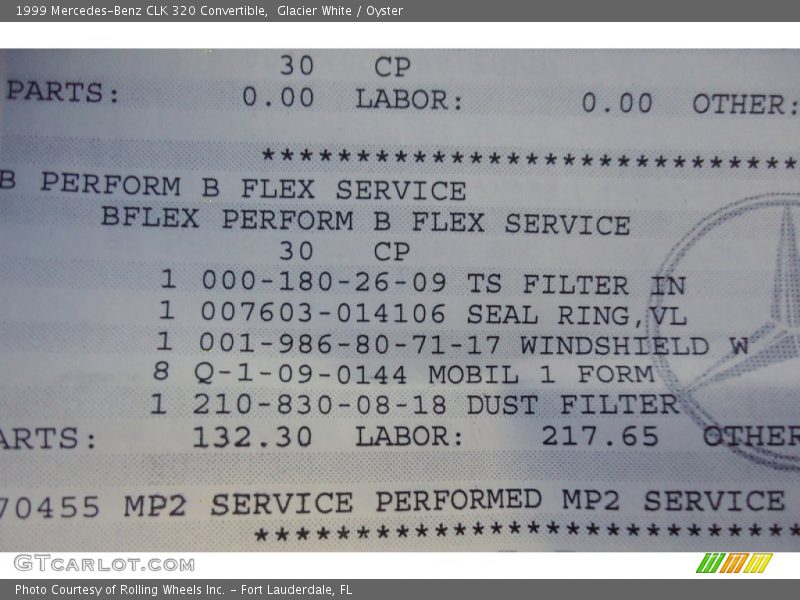 1999 Mercedes-Benz CLK 320 Convertible,  Glacier White / Oyster
30 CP
PARTS: 0.00 LABOR: 0.00 OTHER:
****************************
B PERFORM B FLEX SERVICE
BFLEX PERFORM B FLEX SERVICE
30 CP
1 000-180-26-09 TS FILTER IN
1 007603-014106 SEAL RING,VL
1 001-986-80-71-17 WINDSHIELD W
8 Q-1-09-0144 MOBIL 1 FORM
1 210-830-08-18 DUST FILTER
ARTS: 132.30 LABOR: 217.65 OTHER
70455 MP2 SERVICE PERFORMED MP2 SERVICE
****************************
GTCARLOT.COM
Photo Courtesy of Rolling Wheels Inc. – Fort Lauderdale, FL